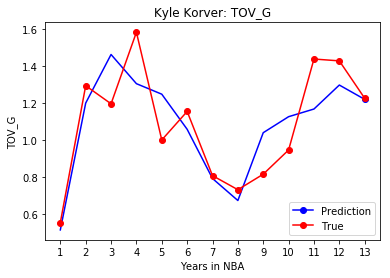 Kyle Korver: TOV_G
TOV_G
1.6
1.4
1.2
1.0
0.8
0.6
1 2 3 4 5 6 7 8 9 10 11 12 13
Years in NBA
Prediction
True